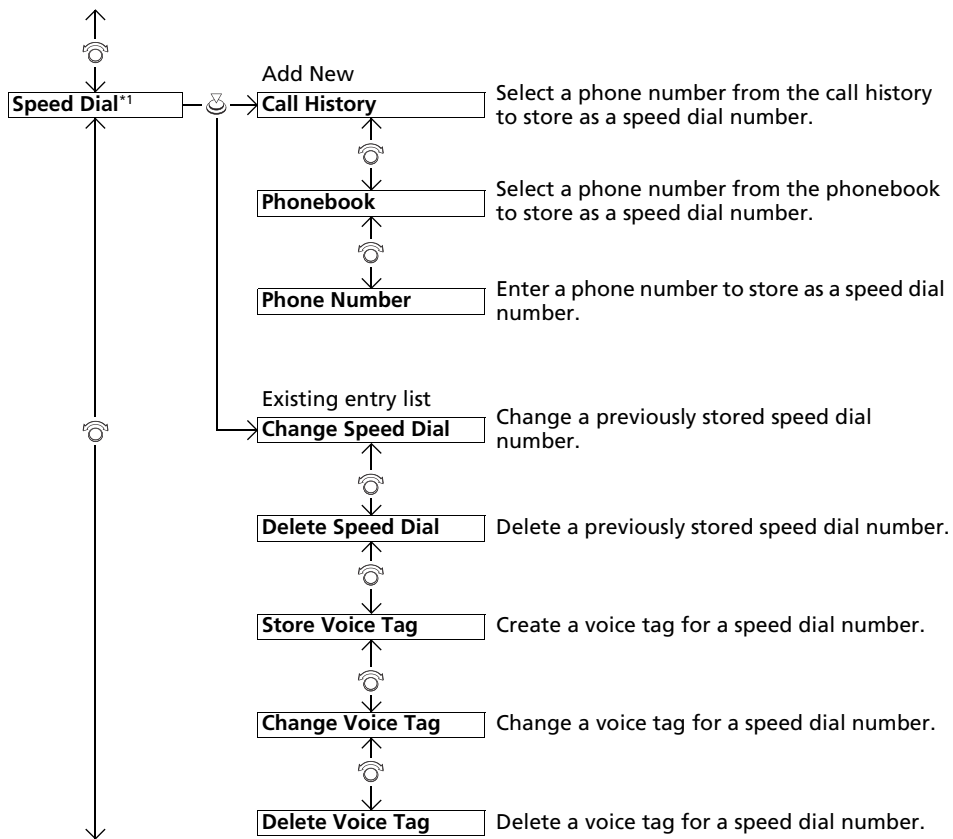 Add New
Speed Dial*1
Call History
Select a phone number from the call history
to store as a speed dial number.
Phonebook
Select a phone number from the phonebook
to store as a speed dial number.
Phone Number
Enter a phone number to store as a speed dial
number.
Existing entry list
Change Speed Dial
Change a previously stored speed dial
number.
Delete Speed Dial
Delete a previously stored speed dial number.
Store Voice Tag
Create a voice tag for a speed dial number.
Change Voice Tag
Change a voice tag for a speed dial number.
Delete Voice Tag
Delete a voice tag for a speed dial number.